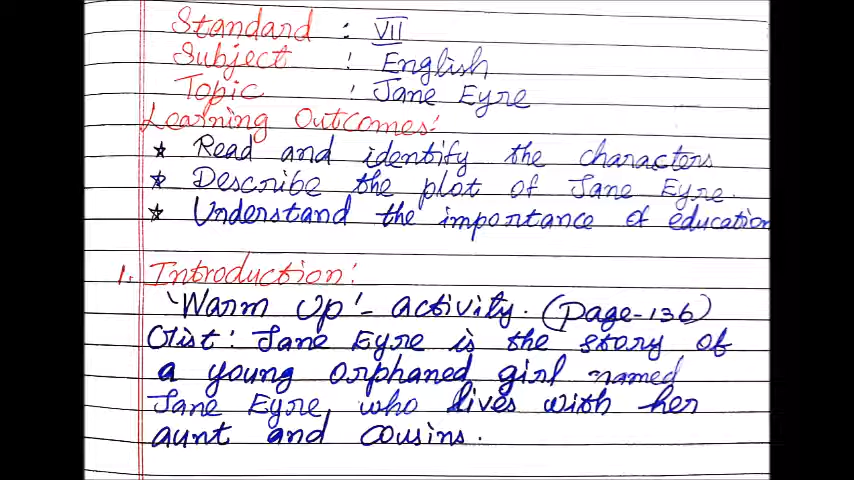 Standard : VII
Subject : English
Topic : Jane Eyre
Learning Outcomes:
★ Read and identify the characters
★ Describe the plot of Jane Eyre.
★ Understand the importance of education
1. Introduction:
'Warm Up' - activity. (page-136)
Gist: Jane Eyre is the story of
a young orphaned girl named
Jane Eyre, who lives with her
aunt and cousins.